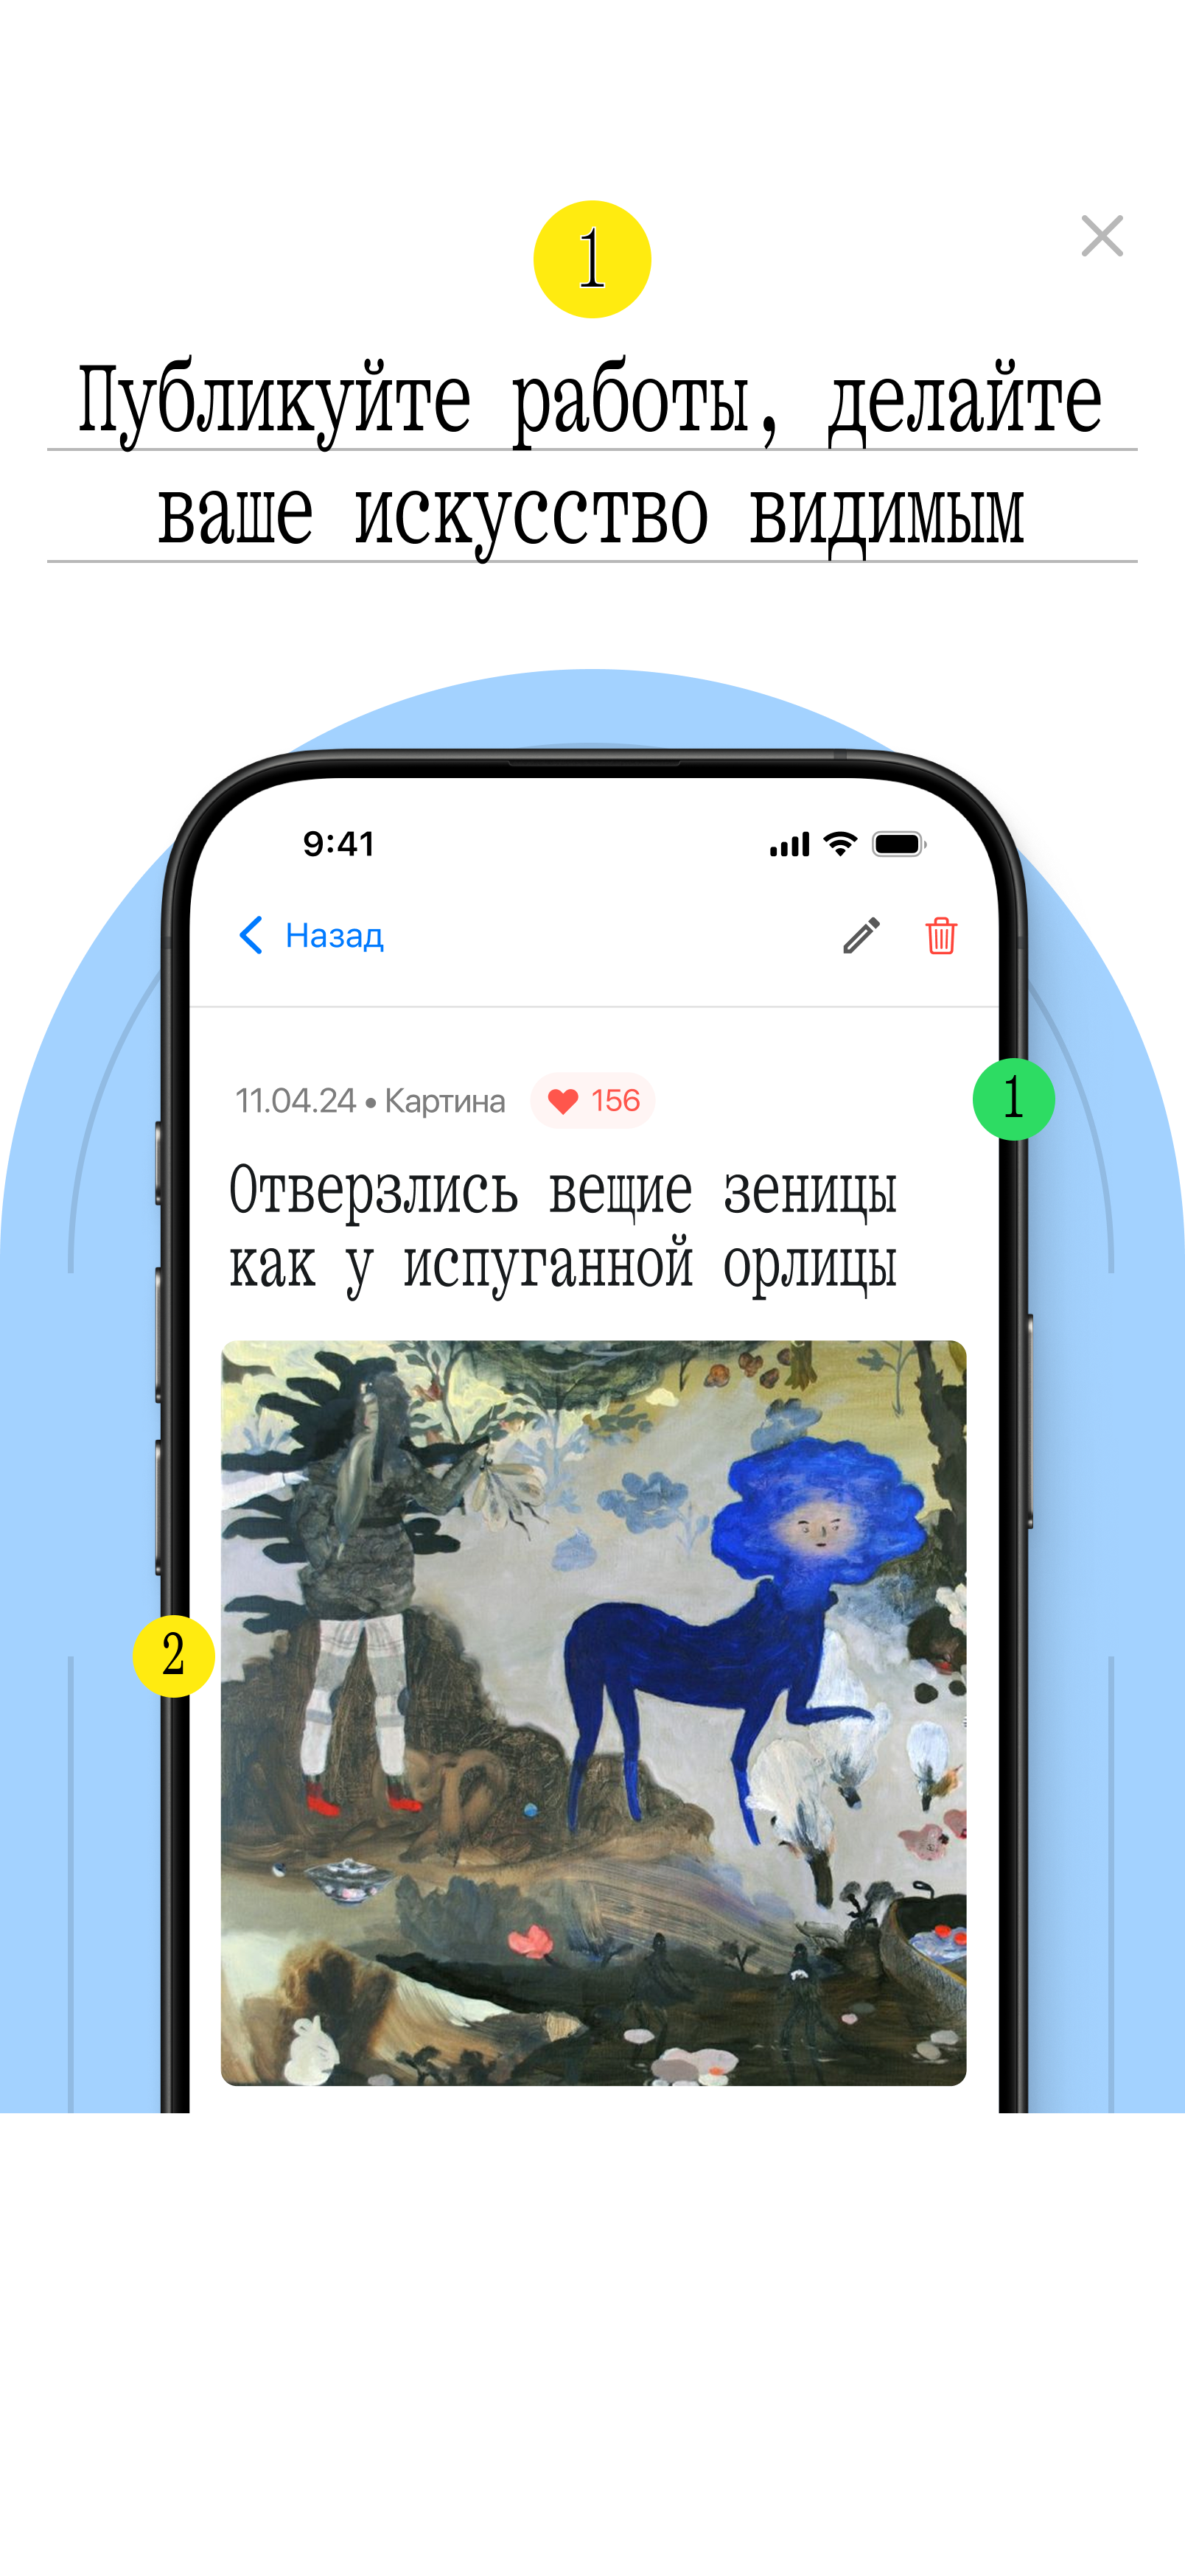 1
Публикуйте работы, делайте
ваше искусство видимым
9:41
Назад
11.04.24 • Картина 156
1
Отверзлись вещие зеницы
как у испуганной орлицы
2